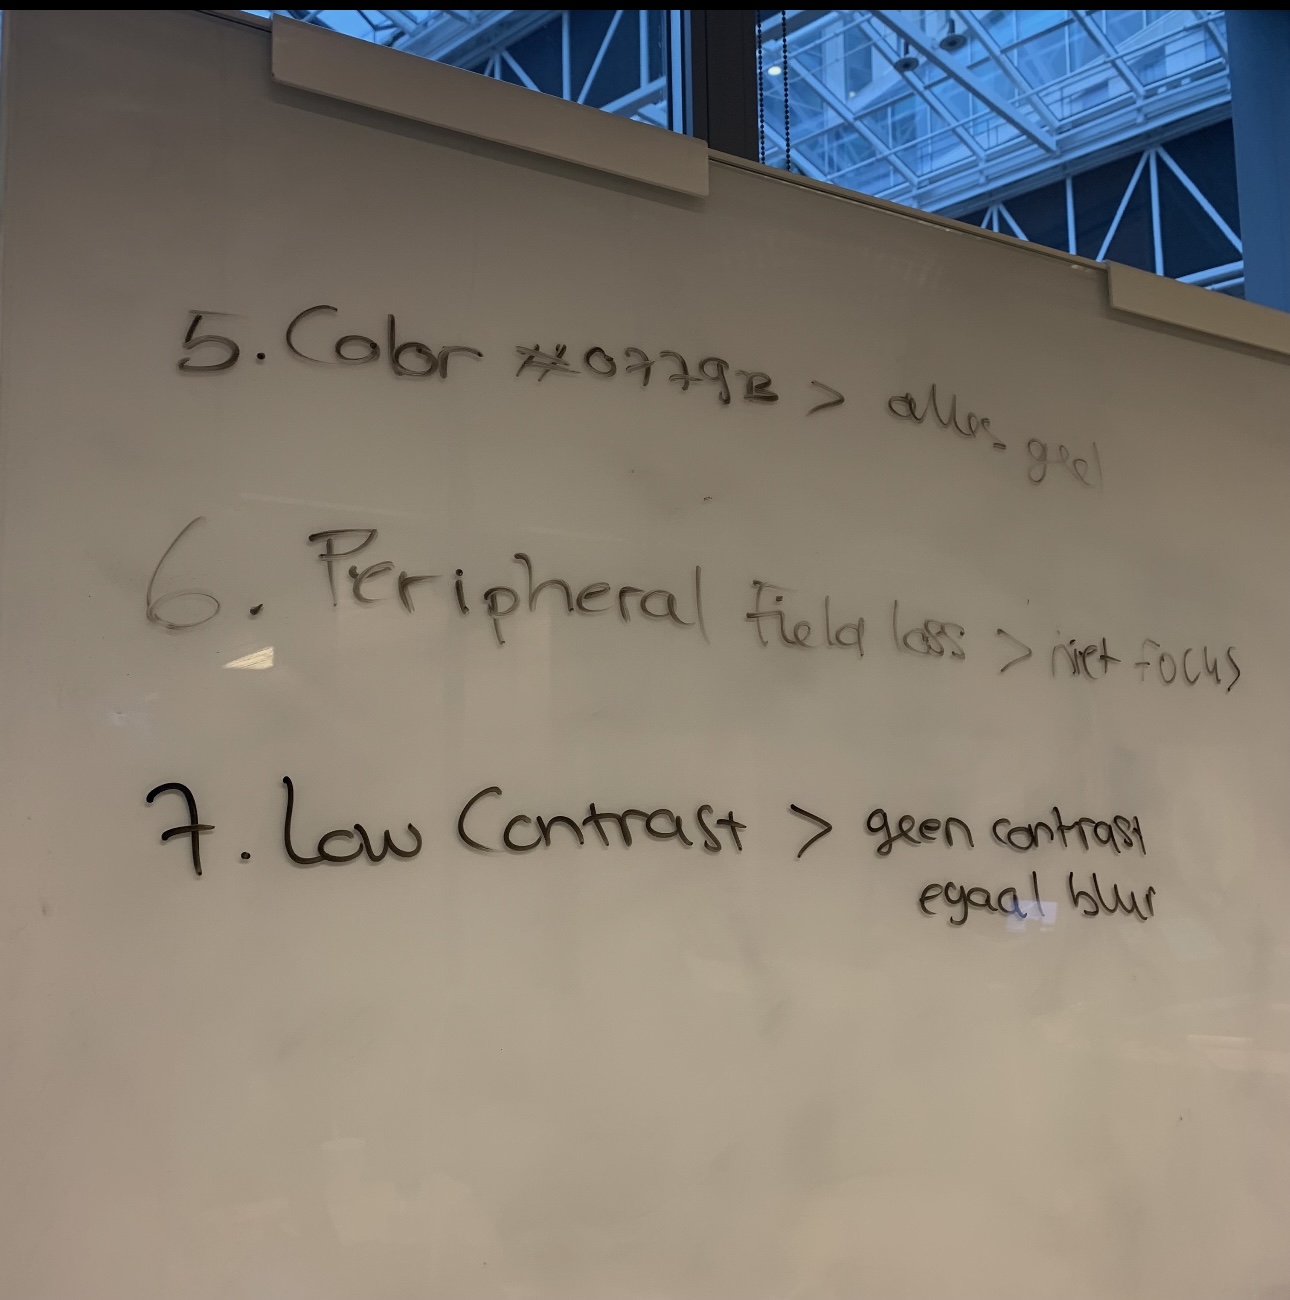 5. Color #0779B > alles geel
6. Peripheral field loss > niet focus
7. Low Contrast > geen contrast
egaal blur